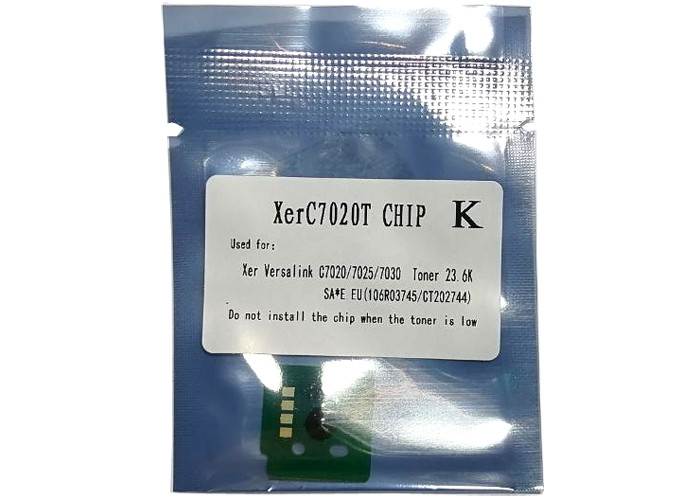 XerC7020T CHIP K
Used for:
Xer Versalink C7020/7025/7030 Toner 23.6K
SA*E EU(106R03745/CT202744)
Do not install the chip when the toner is low